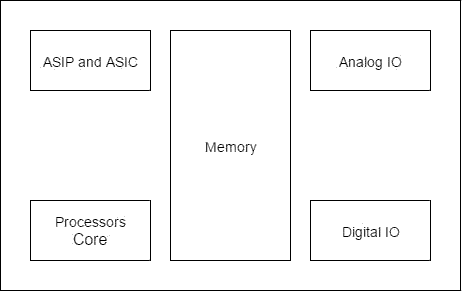 ASIP and ASIC
Memory
Analog IO
Processors
Core
Digital IO